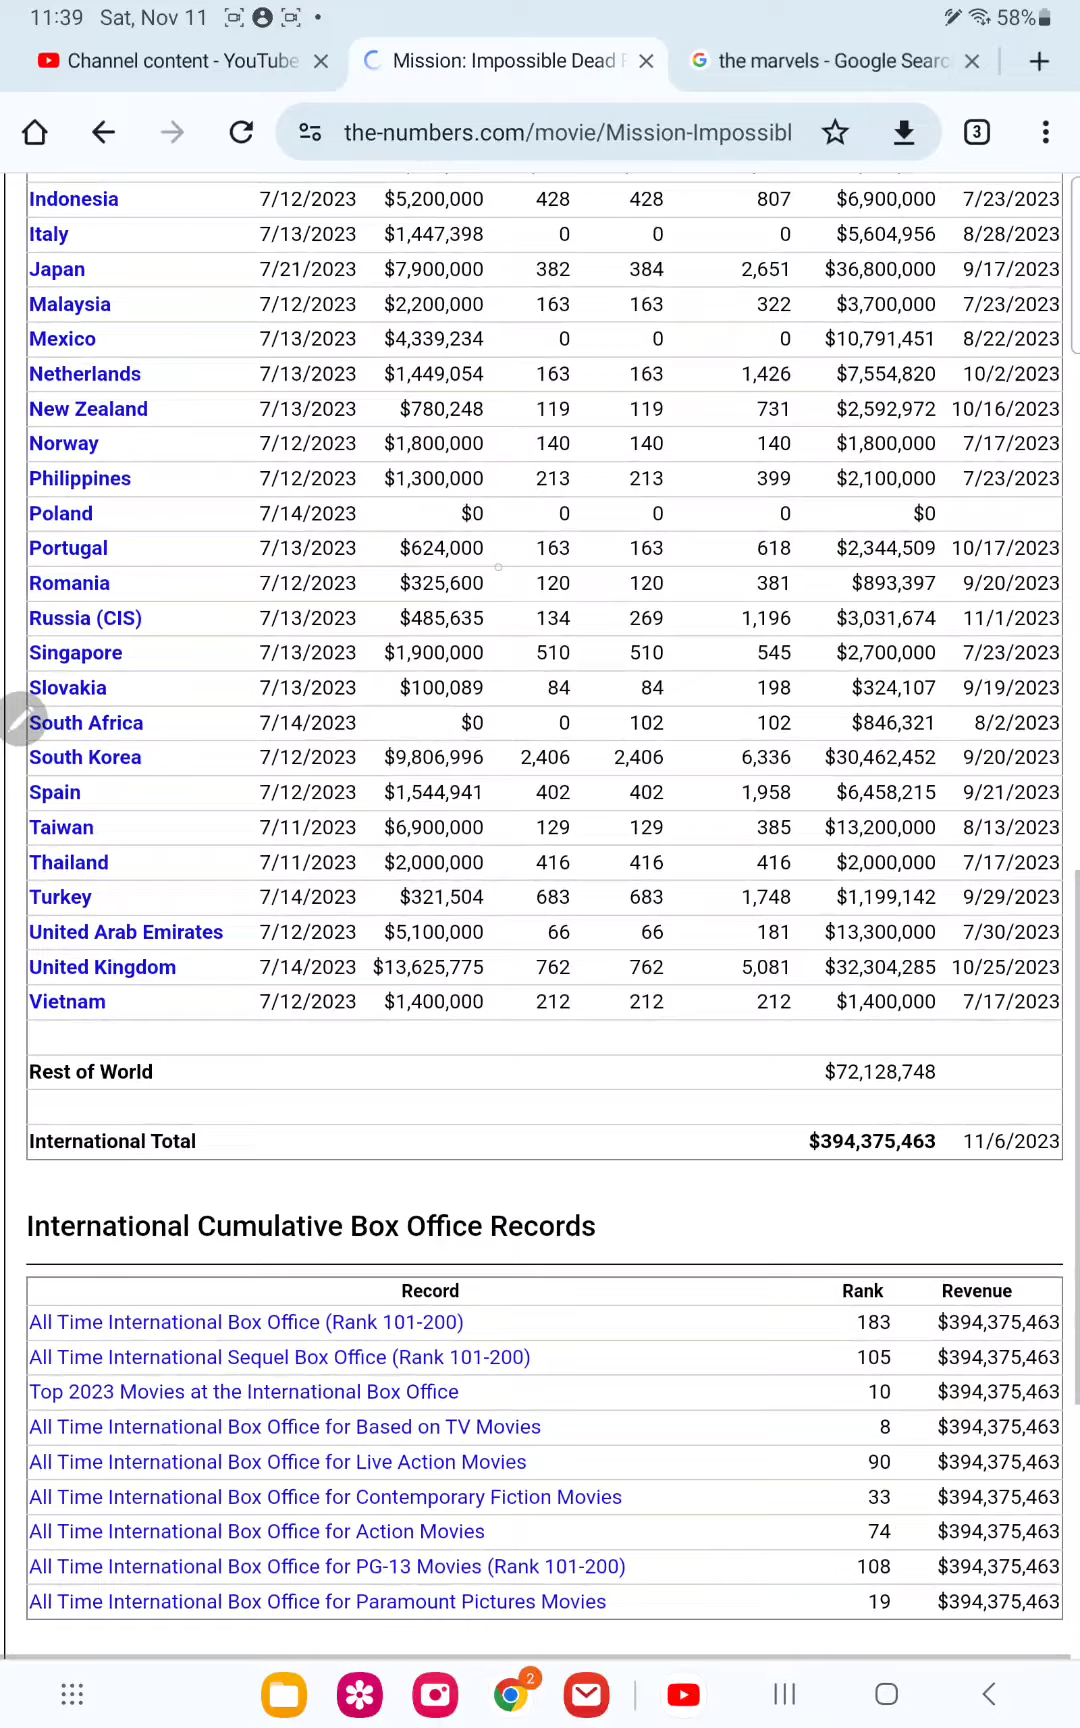 11:39 Sat, Nov 11 58%
Channel content - YouTube Mission: Impossible Dead the marvels - Google Searc
the-numbers.com/movie/Mission-Impossibl 3
Indonesia 7/12/2023 $5,200,000 428 428 807 $6,900,000 7/23/2023
Italy 7/13/2023 $1,447,398 0 0 0 $5,604,956 8/28/2023
Japan 7/21/2023 $7,900,000 382 384 2,651 $36,800,000 9/17/2023
Malaysia 7/12/2023 $2,200,000 163 163 322 $3,700,000 7/23/2023
Mexico 7/13/2023 $4,339,234 0 0 0 $10,791,451 8/22/2023
Netherlands 7/13/2023 $1,449,054 163 163 1,426 $7,554,820 10/2/2023
New Zealand 7/13/2023 $780,248 119 119 731 $2,592,972 10/16/2023
Norway 7/12/2023 $1,800,000 140 140 140 $1,800,000 7/17/2023
Philippines 7/12/2023 $1,300,000 213 213 399 $2,100,000 7/23/2023
Poland 7/14/2023 $0 0 0 0 $0
Portugal 7/13/2023 $624,000 163 163 618 $2,344,509 10/17/2023
Romania 7/12/2023 $325,600 120 120 381 $893,397 9/20/2023
Russia (CIS) 7/13/2023 $485,635 134 269 1,196 $3,031,674 11/1/2023
Singapore 7/13/2023 $1,900,000 510 510 545 $2,700,000 7/23/2023
Slovakia 7/13/2023 $100,089 84 84 198 $324,107 9/19/2023
South Africa 7/14/2023 $0 0 102 102 $846,321 8/2/2023
South Korea 7/12/2023 $9,806,996 2,406 2,406 6,336 $30,462,452 9/20/2023
Spain 7/12/2023 $1,544,941 402 402 1,958 $6,458,215 9/21/2023
Taiwan 7/11/2023 $6,900,000 129 129 385 $13,200,000 8/13/2023
Thailand 7/11/2023 $2,000,000 416 416 416 $2,000,000 7/17/2023
Turkey 7/14/2023 $321,504 683 683 1,748 $1,199,142 9/29/2023
United Arab Emirates 7/12/2023 $5,100,000 66 66 181 $13,300,000 7/30/2023
United Kingdom 7/14/2023 $13,625,775 762 762 5,081 $32,304,285 10/25/2023
Vietnam 7/12/2023 $1,400,000 212 212 212 $1,400,000 7/17/2023
Rest of World $72,128,748
International Total $394,375,463 11/6/2023
International Cumulative Box Office Records
Record Rank Revenue
All Time International Box Office (Rank 101-200) 183 $394,375,463
All Time International Sequel Box Office (Rank 101-200) 105 $394,375,463
Top 2023 Movies at the International Box Office 10 $394,375,463
All Time International Box Office for Based on TV Movies 8 $394,375,463
All Time International Box Office for Live Action Movies 90 $394,375,463
All Time International Box Office for Contemporary Fiction Movies 33 $394,375,463
All Time International Box Office for Action Movies 74 $394,375,463
All Time International Box Office for PG-13 Movies (Rank 101-200) 108 $394,375,463
All Time International Box Office for Paramount Pictures Movies 19 $394,375,463
2